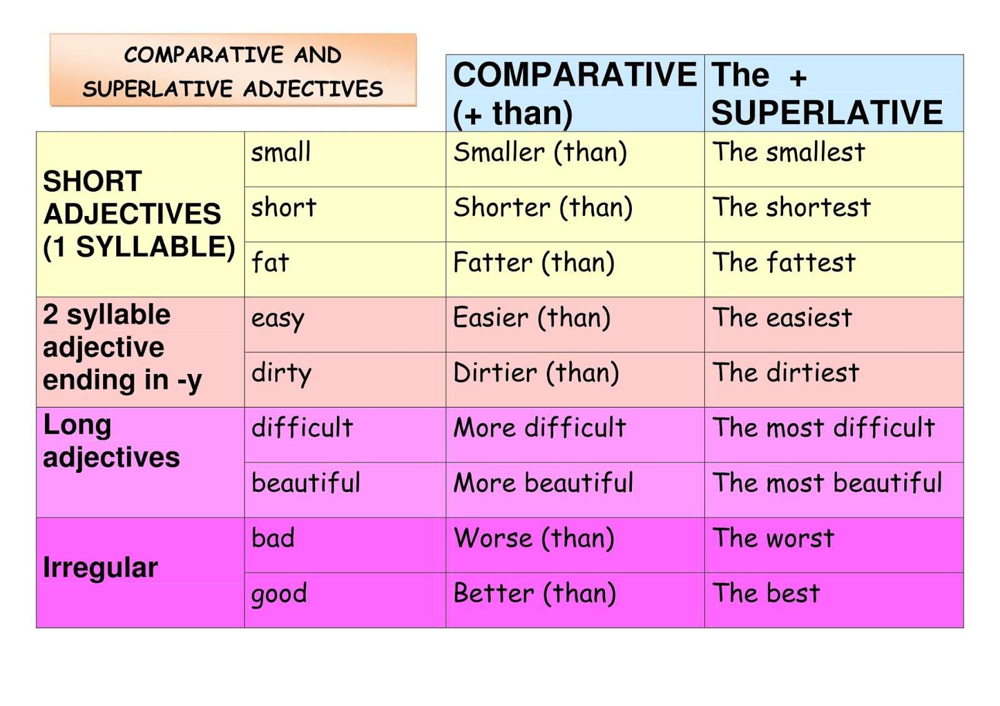 COMPARATIVE AND
SUPERLATIVE ADJECTIVES
COMPARATIVE
(+ than)
The +
SUPERLATIVE
SHORT
ADJECTIVES
(1 SYLLABLE)
small
Smaller (than)
The smallest
short
Shorter (than)
The shortest
fat
Fatter (than)
The fattest
2 syllable
adjective
ending in -y
easy
Easier (than)
The easiest
dirty
Dirtier (than)
The dirtiest
Long
adjectives
difficult
More difficult
The most difficult
beautiful
More beautiful
The most beautiful
Irregular
bad
Worse (than)
The worst
good
Better (than)
The best